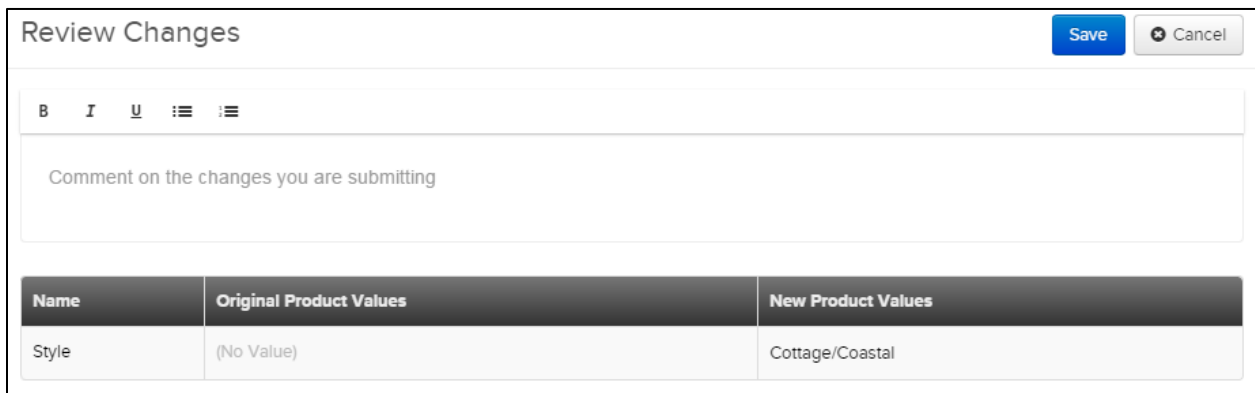 Review Changes
Save
Cancel
B I U
Comment on the changes you are submitting
Name Original Product Values New Product Values
Style (No Value) Cottage/Coastal